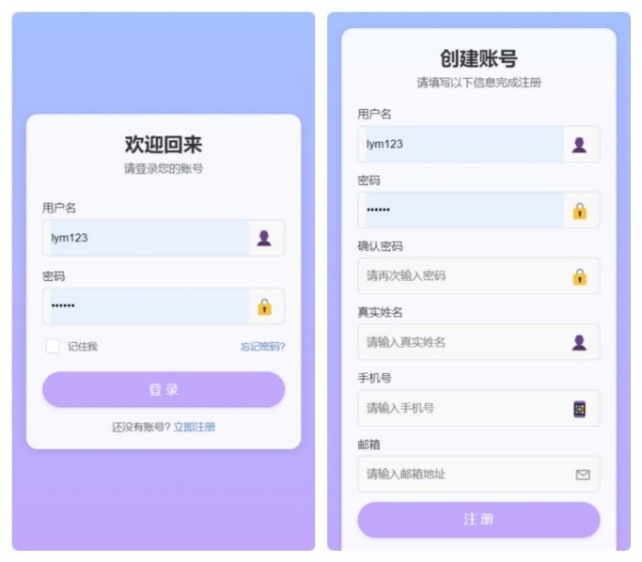 欢迎回来
请登录您的账号
用户名
lym123
密码
••••••
记住我
忘记密码?
登 录
还没有账号? 立即注册
创建账号
请填写以下信息完成注册
用户名
lym123
密码
••••••
确认密码
请再次输入密码
真实姓名
请输入真实姓名
手机号
请输入手机号
邮箱
请输入邮箱地址
注 册